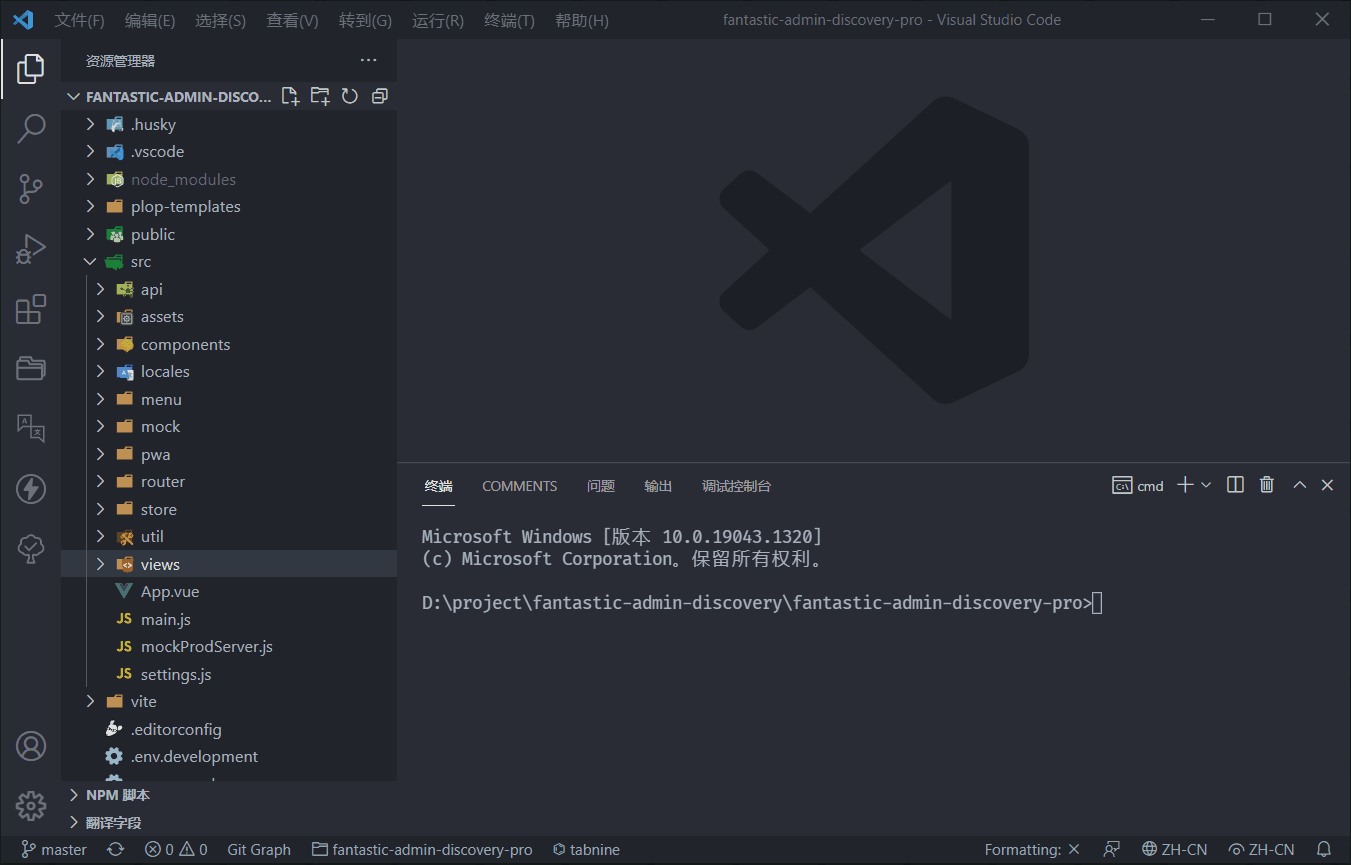 文件(F) 编辑(E) 选择(S) 查看(V) 转到(G) 运行(R) 终端(T) 帮助(H) fantastic-admin-discovery-pro - Visual Studio Code
资源管理器
FANTASTIC-ADMIN-DISCO...
.husky
.vscode
node_modules
plop-templates
public
src
api
assets
components
locales
menu
mock
pwa
router
store
util
views
App.vue
JS main.js
JS mockProdServer.js
JS settings.js
vite
.editorconfig
.env.development
NPM 脚本
翻译字段
终端 COMMENTS 问题 输出 调试控制台 cmd
Microsoft Windows [版本 10.0.19043.1320]
(c) Microsoft Corporation。保留所有权利。
D:\project\fantastic-admin-discovery\fantastic-admin-discovery-pro>
master 0 0 Git Graph fantastic-admin-discovery-pro tabnine Formatting: ZH-CN ZH-CN